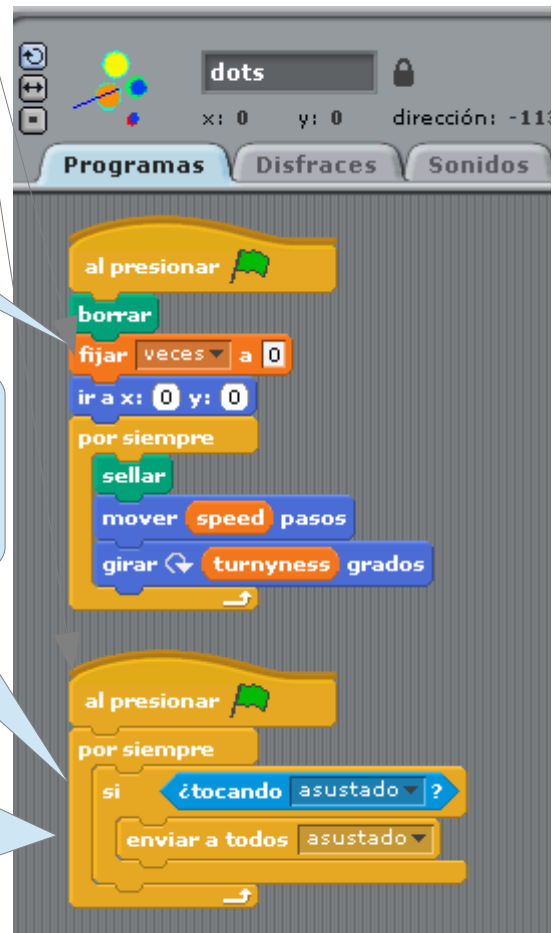 dots
x: 0 y: 0 dirección: -113
Programas Disfraces Sonidos
al presionar
borrar
fijar veces a 0
ir a x: 0 y: 0
por siempre
sellar
mover speed pasos
girar turnyness grados
al presionar
por siempre
si ¿tocando asustado ?
enviar a todos asustado